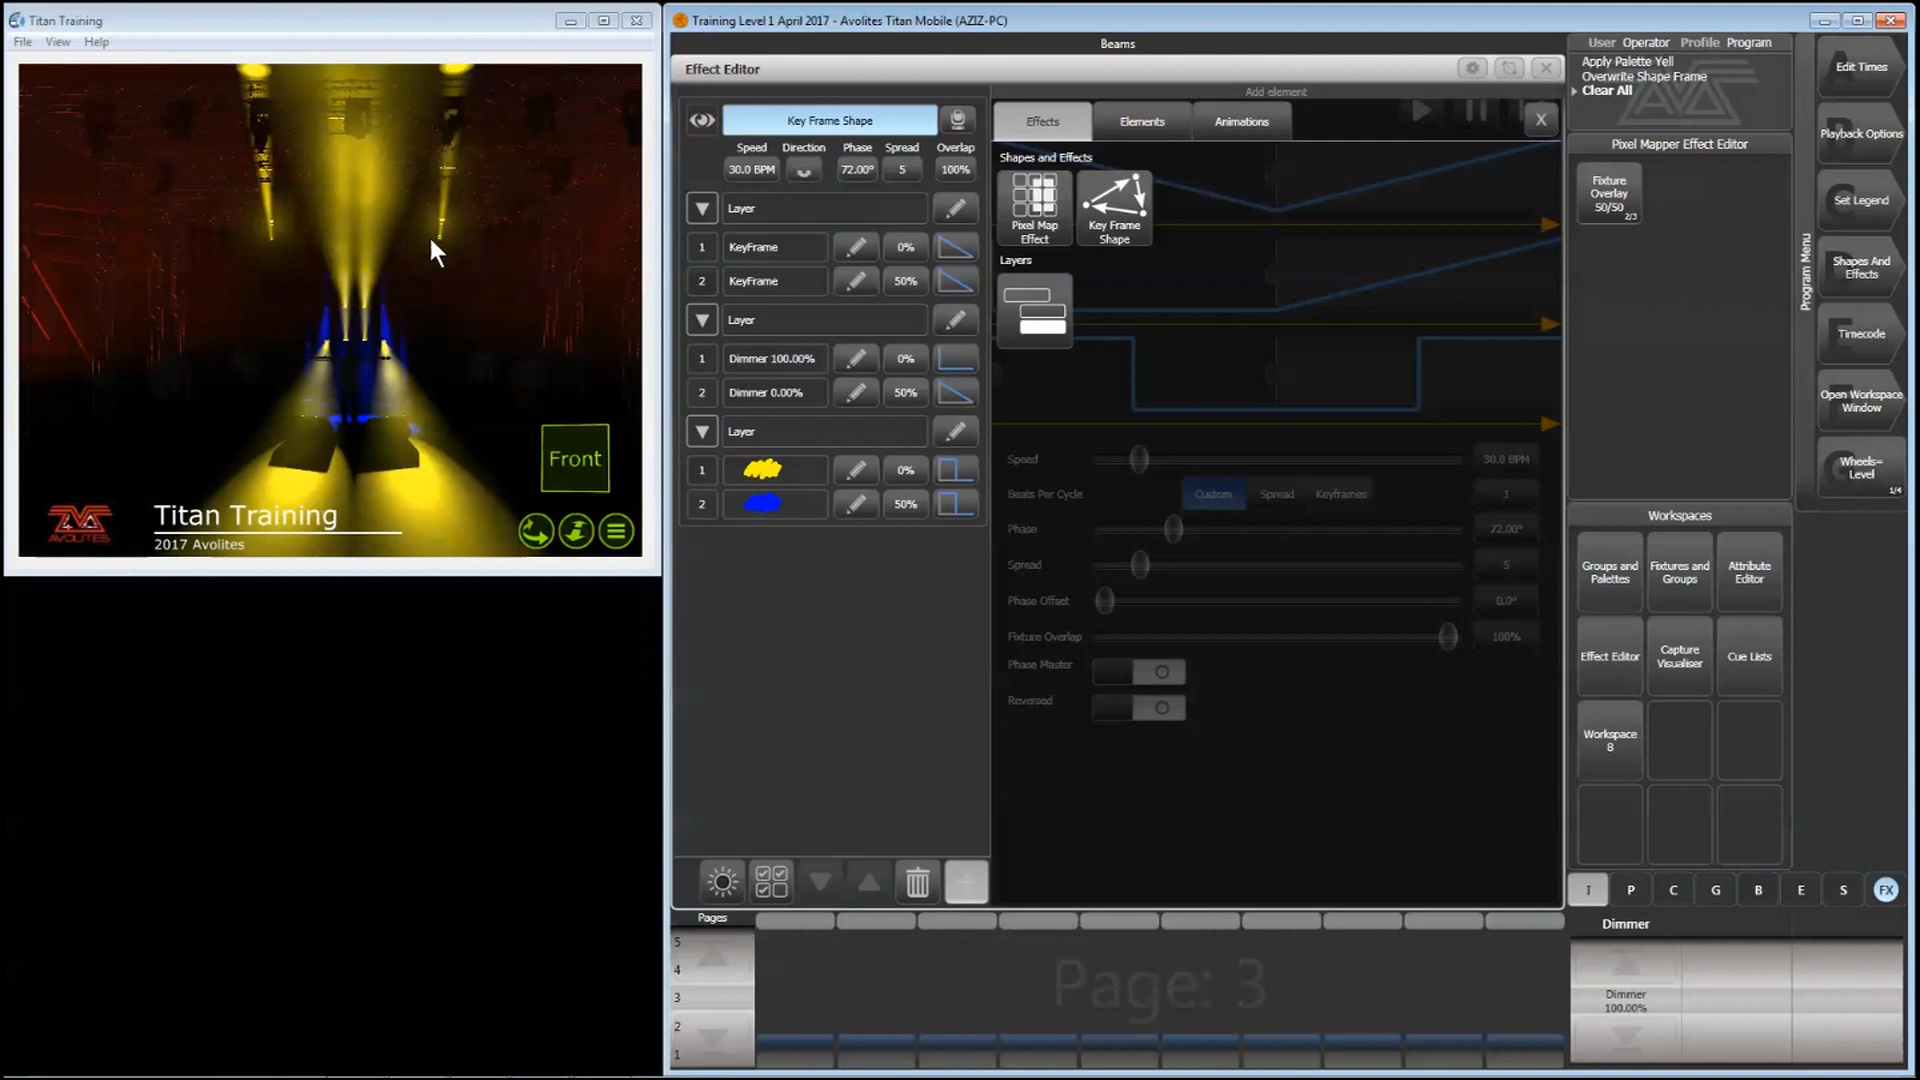 Titan Training
File View Help
Front
Titan Training
2017 Avolites
AVOLITES
Training Level 1 April 2017 - Avolites Titan Mobile (AZIZ-PC)
Beams
Effect Editor
Key Frame Shape
Speed Direction Phase Spread Overlap
30.0 BPM 72.00° 5 100%
Layer
1 KeyFrame 0%
2 KeyFrame 50%
Layer
1 Dimmer 100.00% 0%
2 Dimmer 0.00% 50%
Layer
1 0%
2 50%
Add element
Effects Elements Animations X
Shapes and Effects
Pixel Map
Effect
Key Frame
Shape
Layers
Speed 30.0 BPM
Beats Per Cycle Custom Spread Keyframes 1
Phase 72.00°
Spread 5
Phase Offset 0.0°
Fixture Overlap 100%
Phase Master
Reversed
User Operator Profile Program
Apply Palette Yell
Overwrite Shape Frame
Clear All
Pixel Mapper Effect Editor
Fixture
Overlay
50/50
2/3
Workspaces
Groups and
Palettes
Fixtures and
Groups
Attribute
Editor
Effect Editor
Capture
Visualiser
Cue Lists
Workspace
8
I P C G B E S FX
Program Menu
A
Edit Times
B
Playback Options
C
Set Legend
D
Shapes And
Effects
E
Timecode
F
Open Workspace
Window
G
Wheels=
Level
1/4
Pages
5
4
3
2
1
Page: 3
Dimmer
Dimmer
100.00%